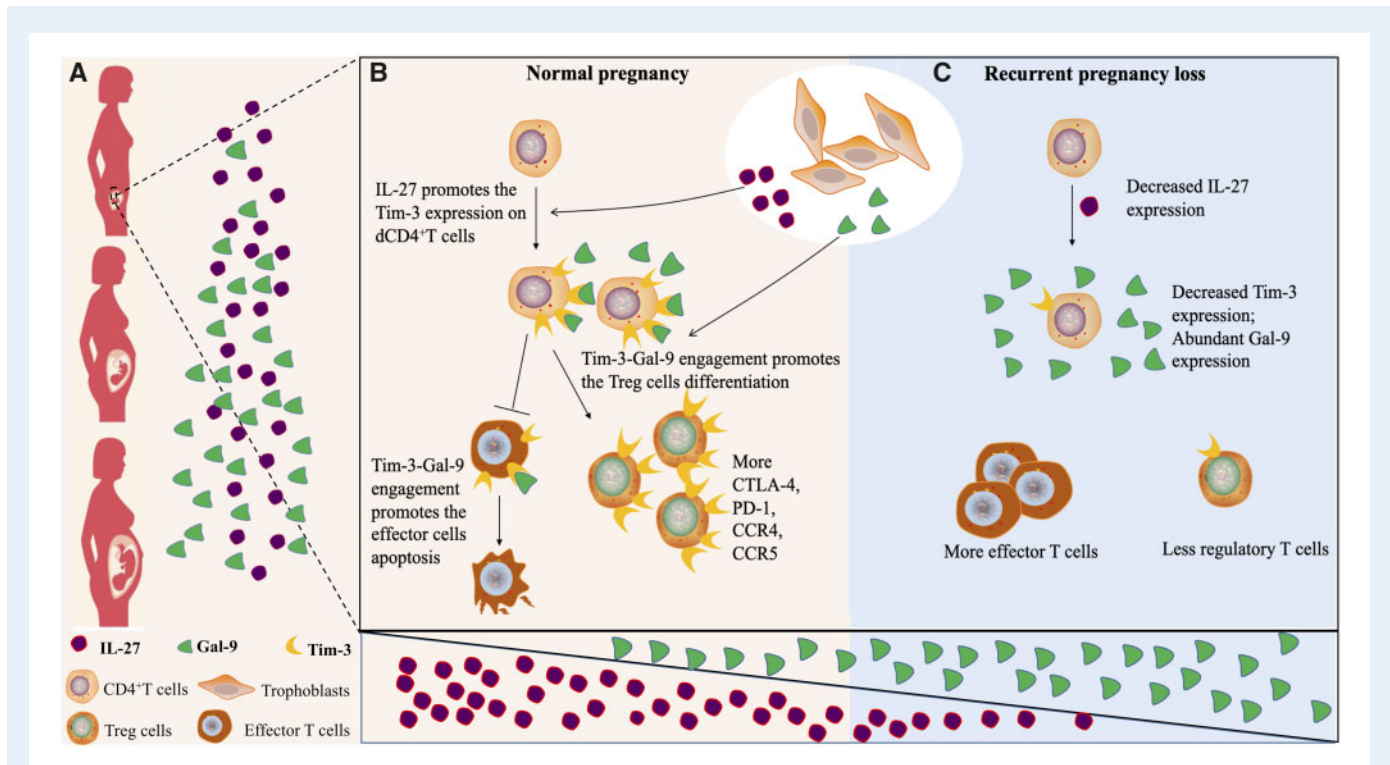 A
B
Normal pregnancy
C
Recurrent pregnancy loss
IL-27 promotes the
Tim-3 expression on
dCD4⁺T cells
Decreased IL-27
expression
Decreased Tim-3
expression;
Abundant Gal-9
expression
Tim-3-Gal-9 engagement promotes
the Treg cells differentiation
Tim-3-Gal-9
engagement
promotes the
effector cells
apoptosis
More
CTLA-4,
PD-1,
CCR4,
CCR5
More effector T cells
Less regulatory T cells
IL-27
Gal-9
Tim-3
CD4⁺T cells
Trophoblasts
Treg cells
Effector T cells